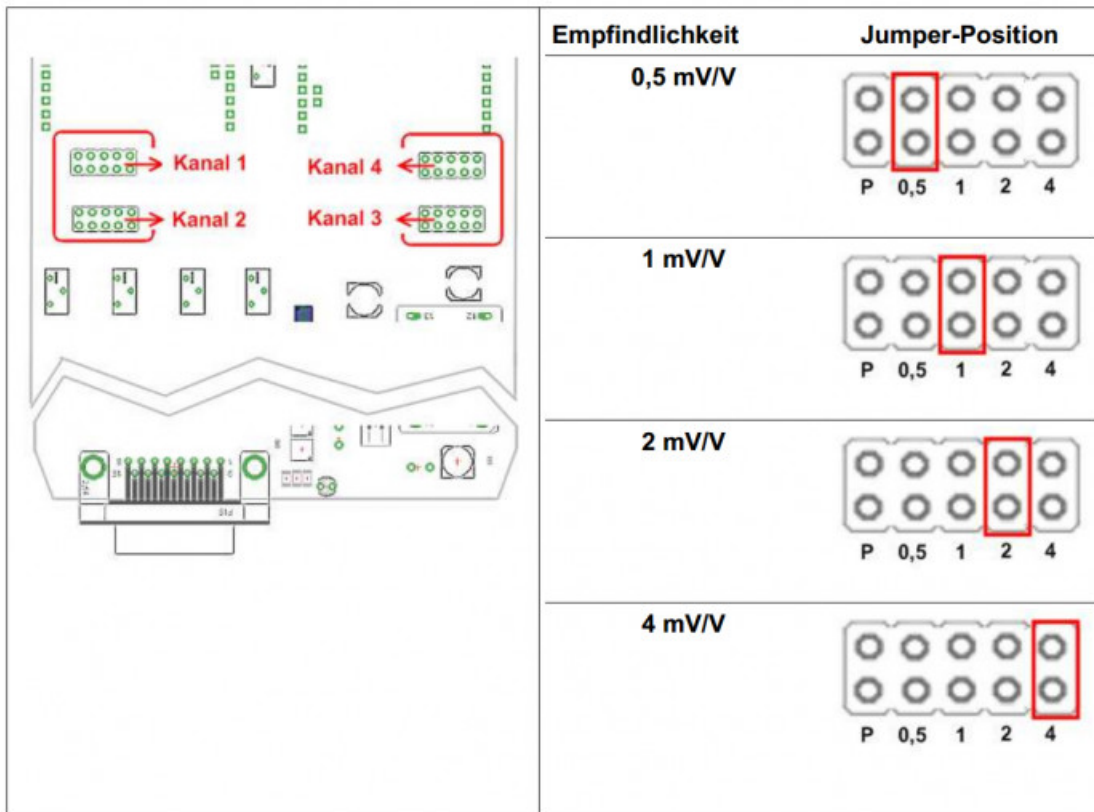 Kanal 1
Kanal 4
Kanal 2
Kanal 3
Empfindlichkeit Jumper-Position
0,5 mV/V
P 0,5 1 2 4
1 mV/V
P 0,5 1 2 4
2 mV/V
P 0,5 1 2 4
4 mV/V
P 0,5 1 2 4